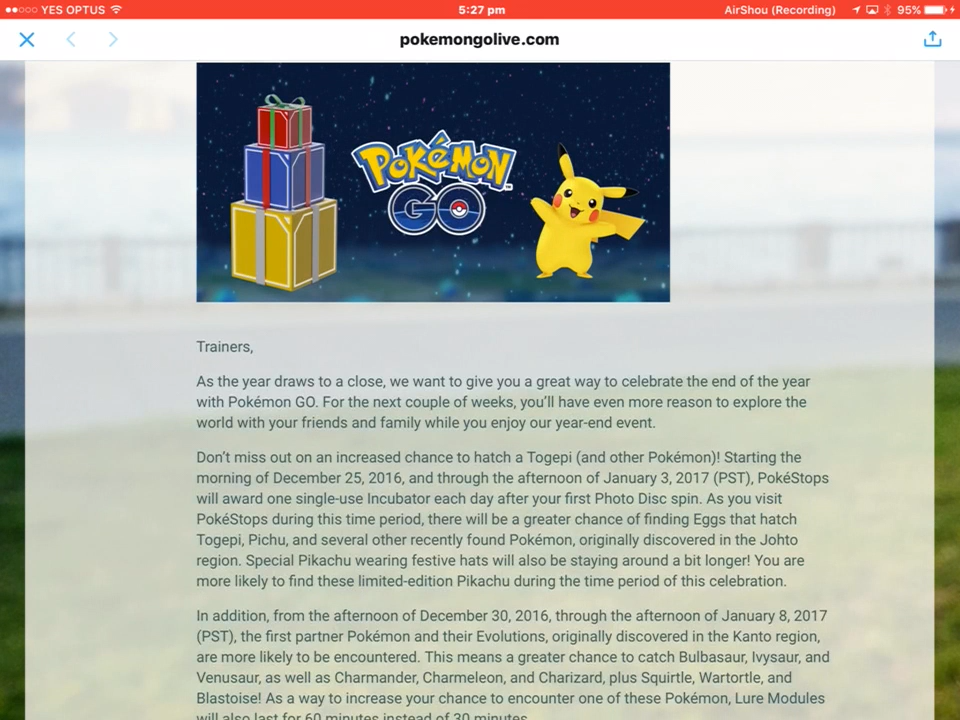 YES OPTUS
5:27 pm
AirShou (Recording)
95%
pokemongolive.com
POKéMON
GO
TM
Trainers,
As the year draws to a close, we want to give you a great way to celebrate the end of the year
with Pokémon GO. For the next couple of weeks, you’ll have even more reason to explore the
world with your friends and family while you enjoy our year-end event.
Don’t miss out on an increased chance to hatch a Togepi (and other Pokémon)! Starting the
morning of December 25, 2016, and through the afternoon of January 3, 2017 (PST), PokéStops
will award one single-use Incubator each day after your first Photo Disc spin. As you visit
PokéStops during this time period, there will be a greater chance of finding Eggs that hatch
Togepi, Pichu, and several other recently found Pokémon, originally discovered in the Johto
region. Special Pikachu wearing festive hats will also be staying around a bit longer! You are
more likely to find these limited-edition Pikachu during the time period of this celebration.
In addition, from the afternoon of December 30, 2016, through the afternoon of January 8, 2017
(PST), the first partner Pokémon and their Evolutions, originally discovered in the Kanto region,
are more likely to be encountered. This means a greater chance to catch Bulbasaur, Ivysaur, and
Venusaur, as well as Charmander, Charmeleon, and Charizard, plus Squirtle, Wartortle, and
Blastoise! As a way to increase your chance to encounter one of these Pokémon, Lure Modules
will also last for 60 minutes instead of 30 minutes.